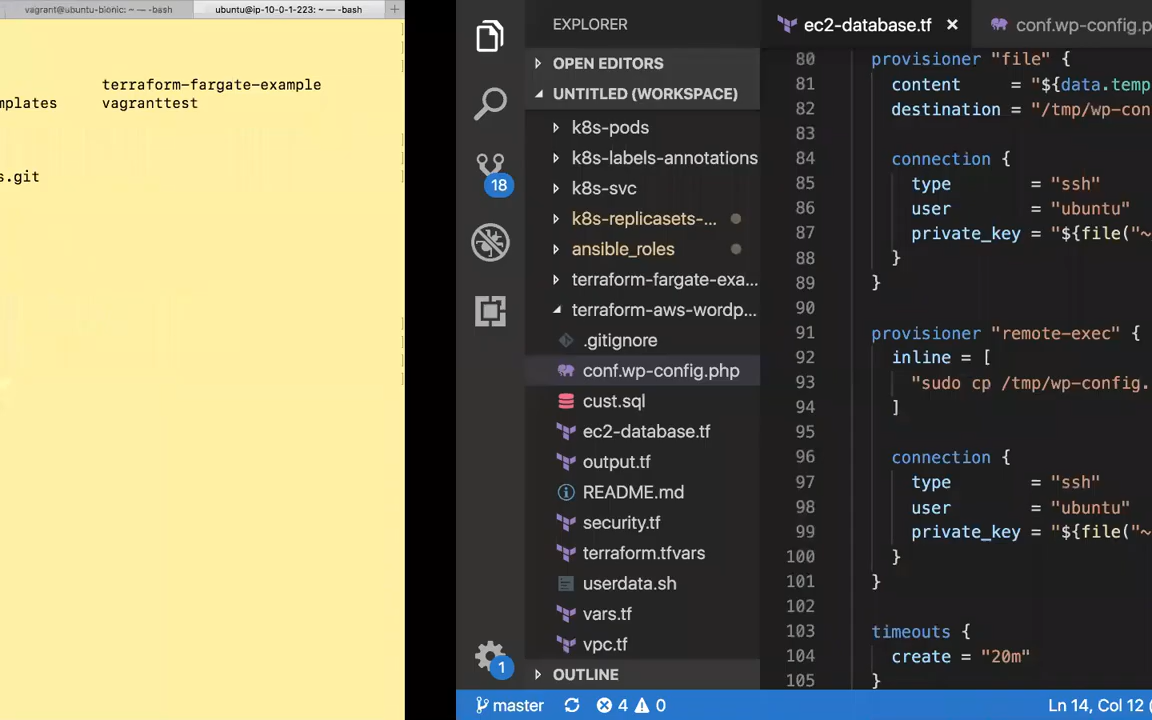 vagrant@ubuntu-bionic: ~ — -bash
ubuntu@ip-10-0-1-223: ~ — -bash
terraform-fargate-example
mplates vagranttest
s.git
EXPLORER
OPEN EDITORS
UNTITLED (WORKSPACE)
k8s-pods
k8s-labels-annotations
k8s-svc
k8s-replicasets-...
ansible_roles
terraform-fargate-exa...
terraform-aws-wordp...
.gitignore
conf.wp-config.php
cust.sql
ec2-database.tf
output.tf
README.md
security.tf
terraform.tfvars
userdata.sh
vars.tf
vpc.tf
OUTLINE
18
1
ec2-database.tf
conf.wp-config.p
80 provisioner "file" {
81 content = "${data.temp
82 destination = "/tmp/wp-con
83
84 connection {
85 type = "ssh"
86 user = "ubuntu"
87 private_key = "${file("~
88 }
89 }
90
91 provisioner "remote-exec" {
92 inline = [
93 "sudo cp /tmp/wp-config.
94 ]
95
96 connection {
97 type = "ssh"
98 user = "ubuntu"
99 private_key = "${file("~
100 }
101 }
102
103 timeouts {
104 create = "20m"
105 }
master 4 0 Ln 14, Col 12 (